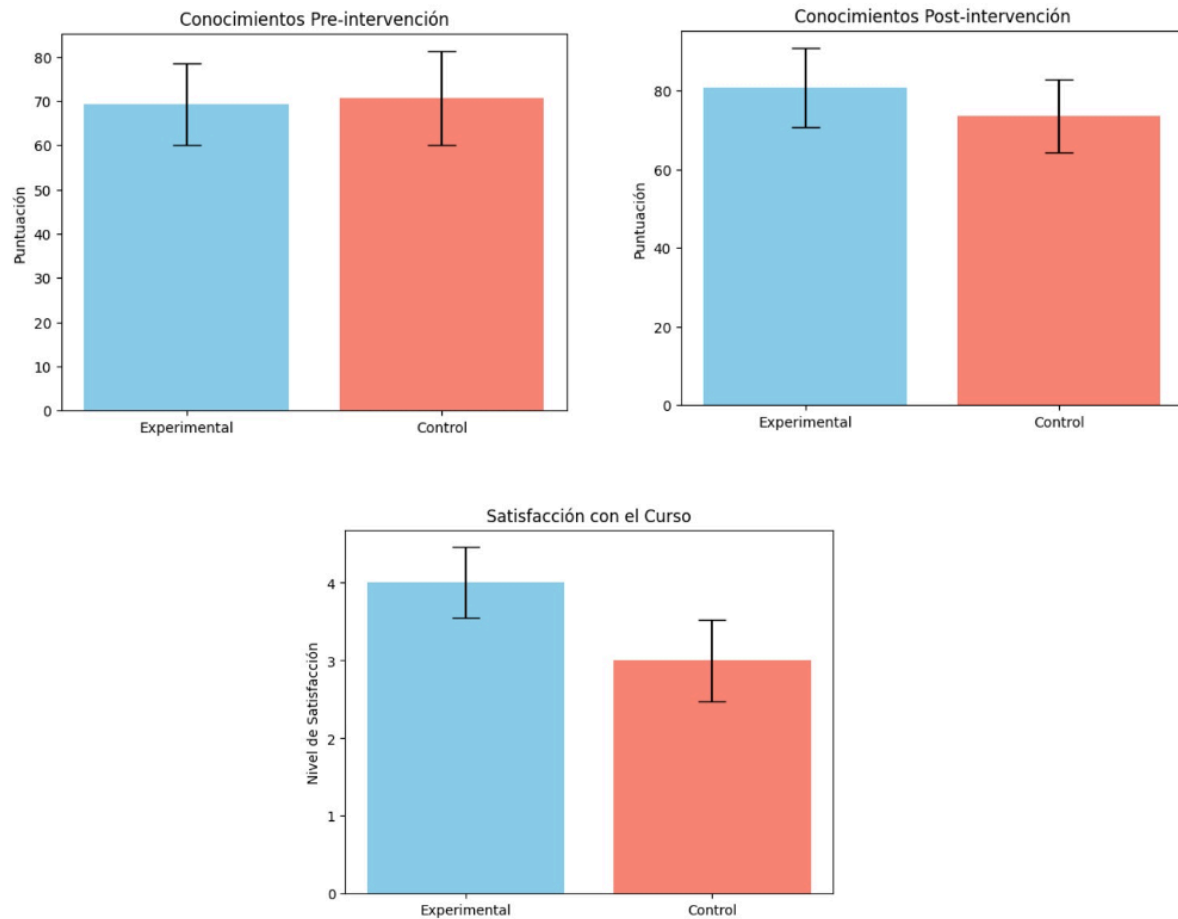 Conocimientos Pre-intervención
Puntuación
80
70
60
50
40
30
20
10
0
Experimental
Control
Conocimientos Post-intervención
Puntuación
80
60
40
20
0
Experimental
Control
Satisfacción con el Curso
Nivel de Satisfacción
4
3
2
1
0
Experimental
Control